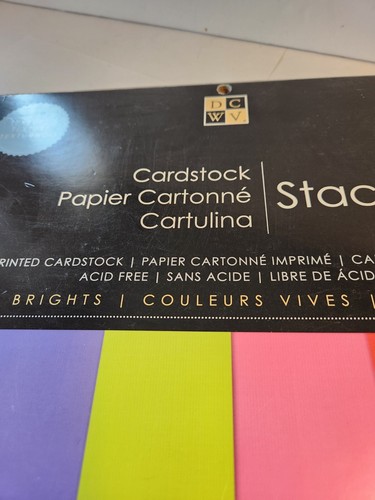 D C
W V
Cardstock
Papier Cartonné
Cartulina
Stac
RINTED CARDSTOCK | PAPIER CARTONNÉ IMPRIMÉ | CA
ACID FREE | SANS ACIDE | LIBRE DE ÁCID
BRIGHTS | COULEURS VIVES |